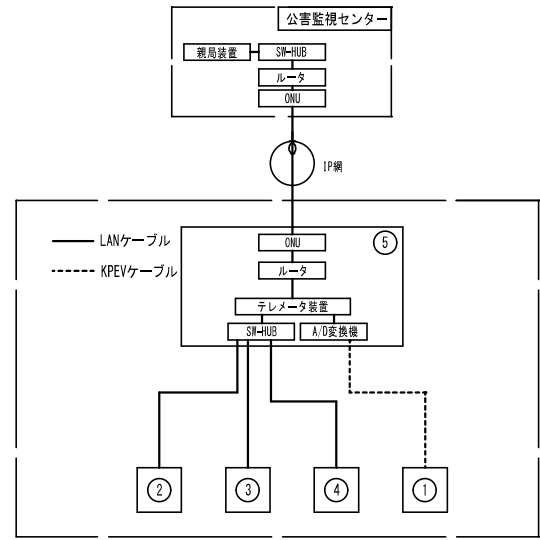 公害監視センター
親局装置
SW-HUB
ルータ
ONU
IP網
LANケーブル
KPEVケーブル
ONU
⑤
ルータ
テレメータ装置
SW-HUB
A/D変換機
②
③
④
①